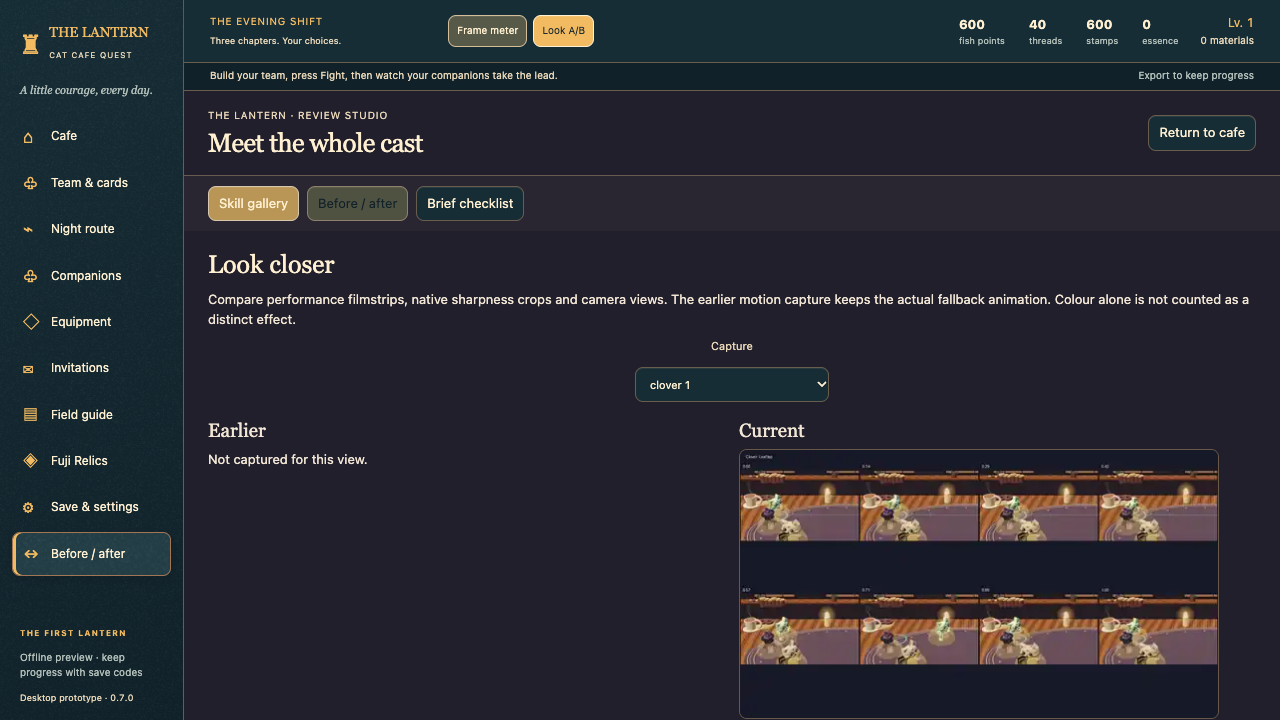 THE LANTERN
CAT CAFE QUEST
A little courage, every day.
Cafe
Team & cards
Night route
Companions
Equipment
Invitations
Field guide
Fuji Relics
Save & settings
Before / after
THE FIRST LANTERN
Offline preview · keep
progress with save codes
Desktop prototype · 0.7.0
THE EVENING SHIFT
Three chapters. Your choices.
Frame meter
Look A/B
600
fish points
40
threads
600
stamps
0
essence
Lv. 1
0 materials
Build your team, press Fight, then watch your companions take the lead.
Export to keep progress
THE LANTERN · REVIEW STUDIO
Meet the whole cast
Return to cafe
Skill gallery
Before / after
Brief checklist
Look closer
Compare performance filmstrips, native sharpness crops and camera views. The earlier motion capture keeps the actual fallback animation. Colour alone is not counted as a
distinct effect.
Capture
clover 1
Earlier
Not captured for this view.
Current